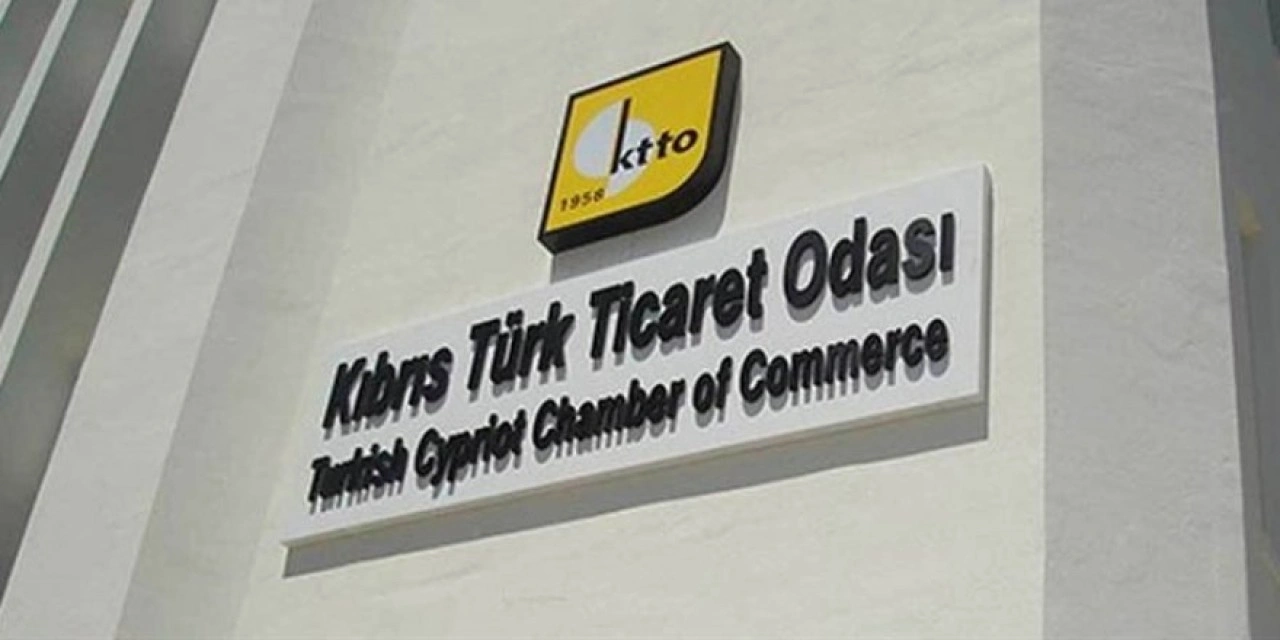 ktto
1958
Kıbrıs Türk Ticaret Odası
Turkish Cypriot Chamber of Commerce